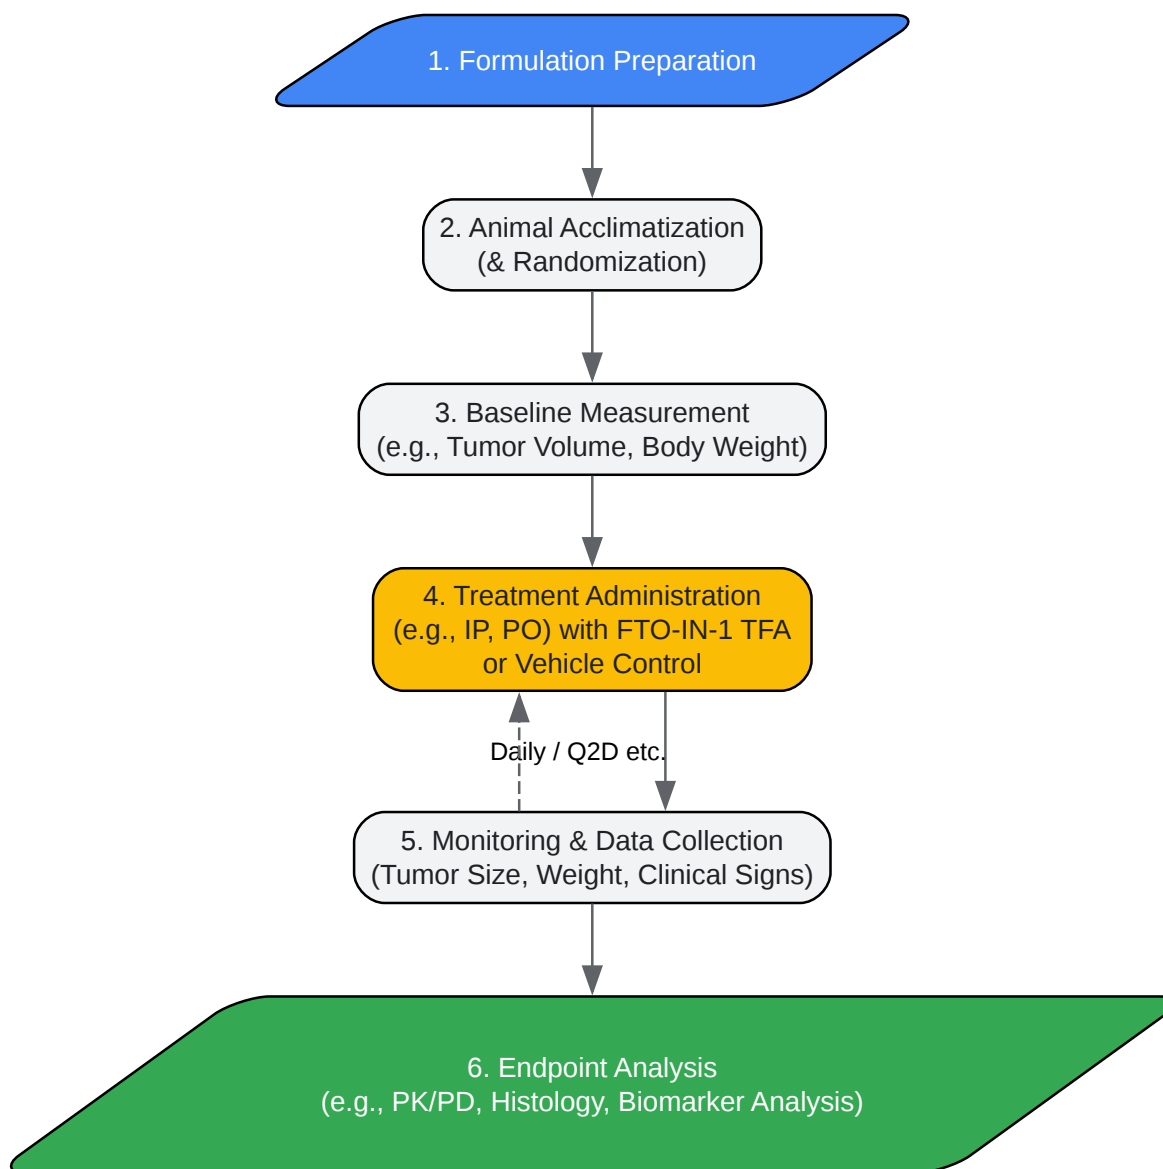 1. Formulation Preparation
2. Animal Acclimatization
(& Randomization)
3. Baseline Measurement
(e.g., Tumor Volume, Body Weight)
4. Treatment Administration
(e.g., IP, PO) with FTO-IN-1 TFA
or Vehicle Control
Daily / Q2D etc.
5. Monitoring & Data Collection
(Tumor Size, Weight, Clinical Signs)
6. Endpoint Analysis
(e.g., PK/PD, Histology, Biomarker Analysis)